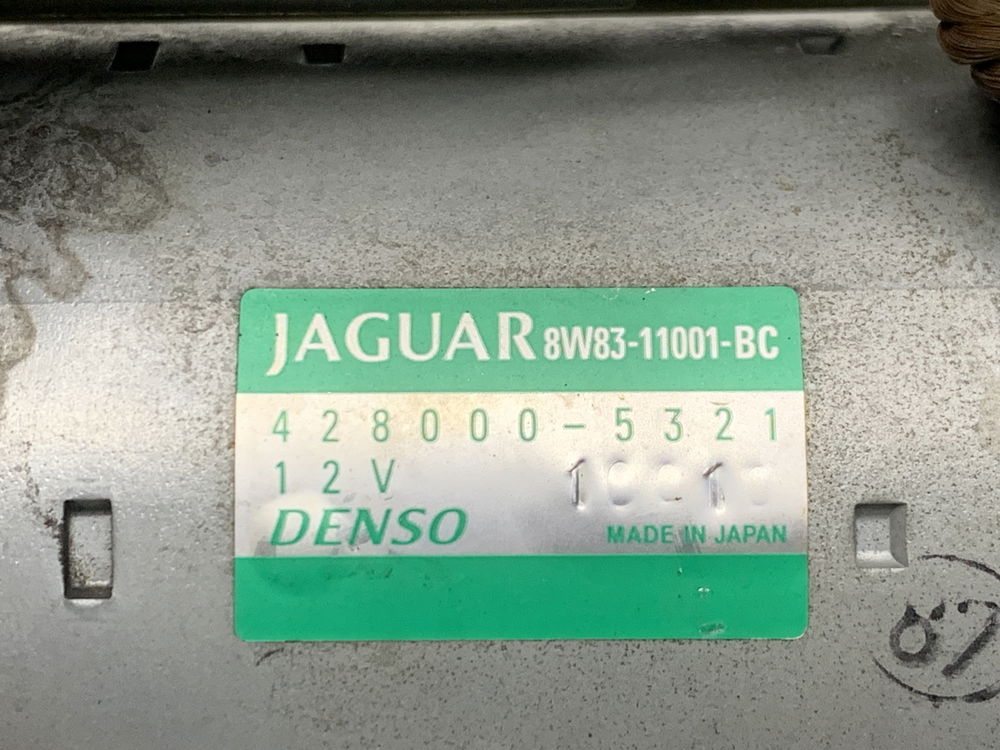 JAGUAR 8W83-11001-BC
428000-5321
12V
DENSO
MADE IN JAPAN